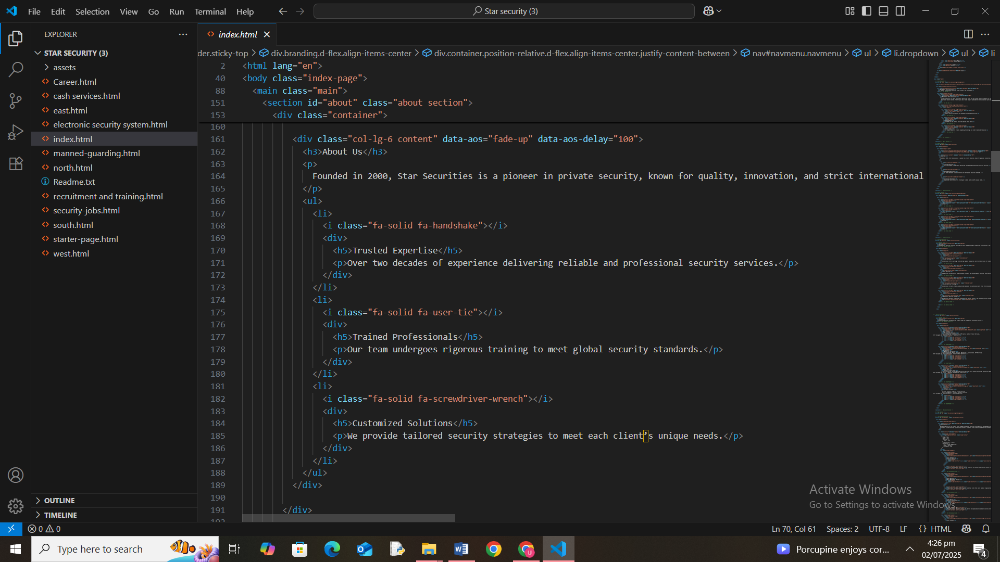 File Edit Selection View Go Run Terminal Help
Star security (3)
EXPLORER
index.html
STAR SECURITY (3)
assets
Career.html
cash services.html
east.html
electronic security system.html
index.html
manned-guarding.html
north.html
Readme.txt
recruitment and training.html
security-jobs.html
south.html
starter-page.html
west.html
OUTLINE
TIMELINE
der.sticky-top > div.branding.d-flex.align-items-center > div.container.position-relative.d-flex.align-items-center.justify-content-between > nav#navmenu.navmenu > ul > li.dropdown > ul > li
2 <html lang="en">
40 <body class="index-page">
88 <main class="main">
151 <section id="about" class="about section">
153 <div class="container">
160
161 <div class="col-lg-6 content" data-aos="fade-up" data-aos-delay="100">
162 <h3>About Us</h3>
163 <p>
164 Founded in 2000, Star Securities is a pioneer in private security, known for quality, innovation, and strict international
165 </p>
166 <ul>
167 <li>
168 <i class="fa-solid fa-handshake"></i>
169 <div>
170 <h5>Trusted Expertise</h5>
171 <p>Over two decades of experience delivering reliable and professional security services.</p>
172 </div>
173 </li>
174 <li>
175 <i class="fa-solid fa-user-tie"></i>
176 <div>
177 <h5>Trained Professionals</h5>
178 <p>Our team undergoes rigorous training to meet global security standards.</p>
179 </div>
180 </li>
181 <li>
182 <i class="fa-solid fa-screwdriver-wrench"></i>
183 <div>
184 <h5>Customized Solutions</h5>
185 <p>We provide tailored security strategies to meet each client’s unique needs.</p>
186 </div>
187 </li>
188 </ul>
189 </div>
190
191 </div>
Activate Windows
Go to Settings to activate Windows.
0 0
Ln 70, Col 61 Spaces: 2 UTF-8 LF {} HTML
Type here to search
Porcupine enjoys cor...
4:26 pm
02/07/2025
4